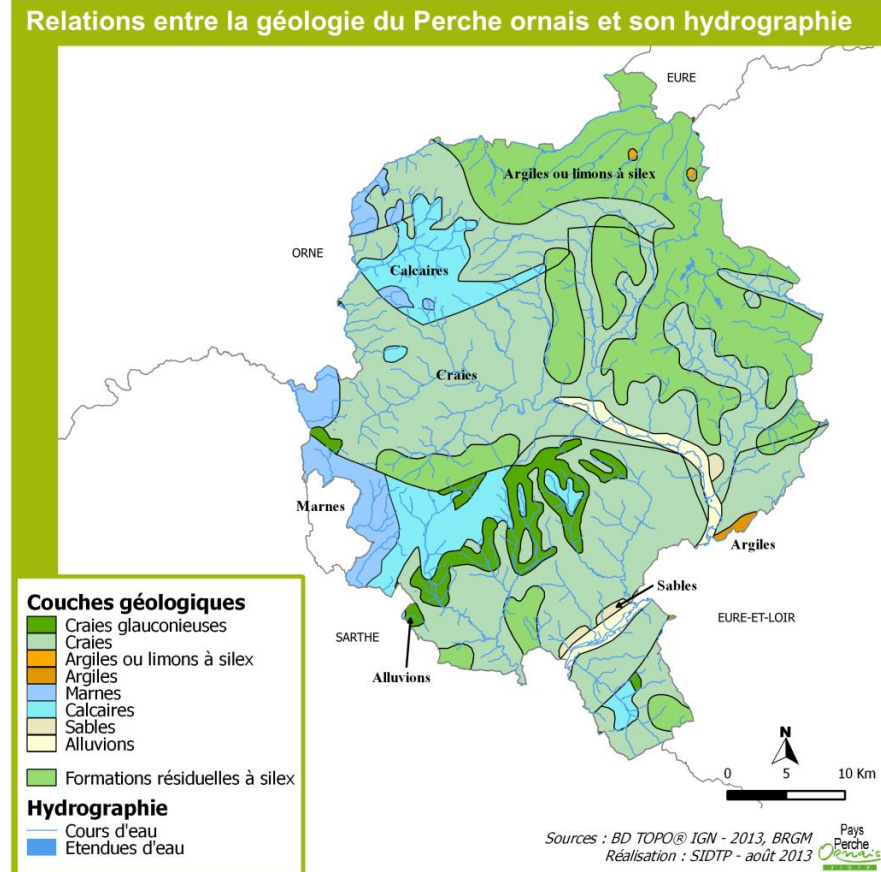 Relations entre la géologie du Perche ornais et son hydrographie
EURE
Argiles ou limons à silex
ORNE
Calcaires
Craies
Marnes
Argiles
Sables
EURE-ET-LOIR
SARTHE
Alluvions
Couches géologiques
Craies glauconieuses
Craies
Argiles ou limons à silex
Argiles
Marnes
Calcaires
Sables
Alluvions
Formations résiduelles à silex
Hydrographie
Cours d'eau
Etendues d'eau
N
0 5 10 Km
Sources : BD TOPO® IGN - 2013, BRGM
Réalisation : SIDTP - août 2013
Pays
Perche
Ornais
SIDTP